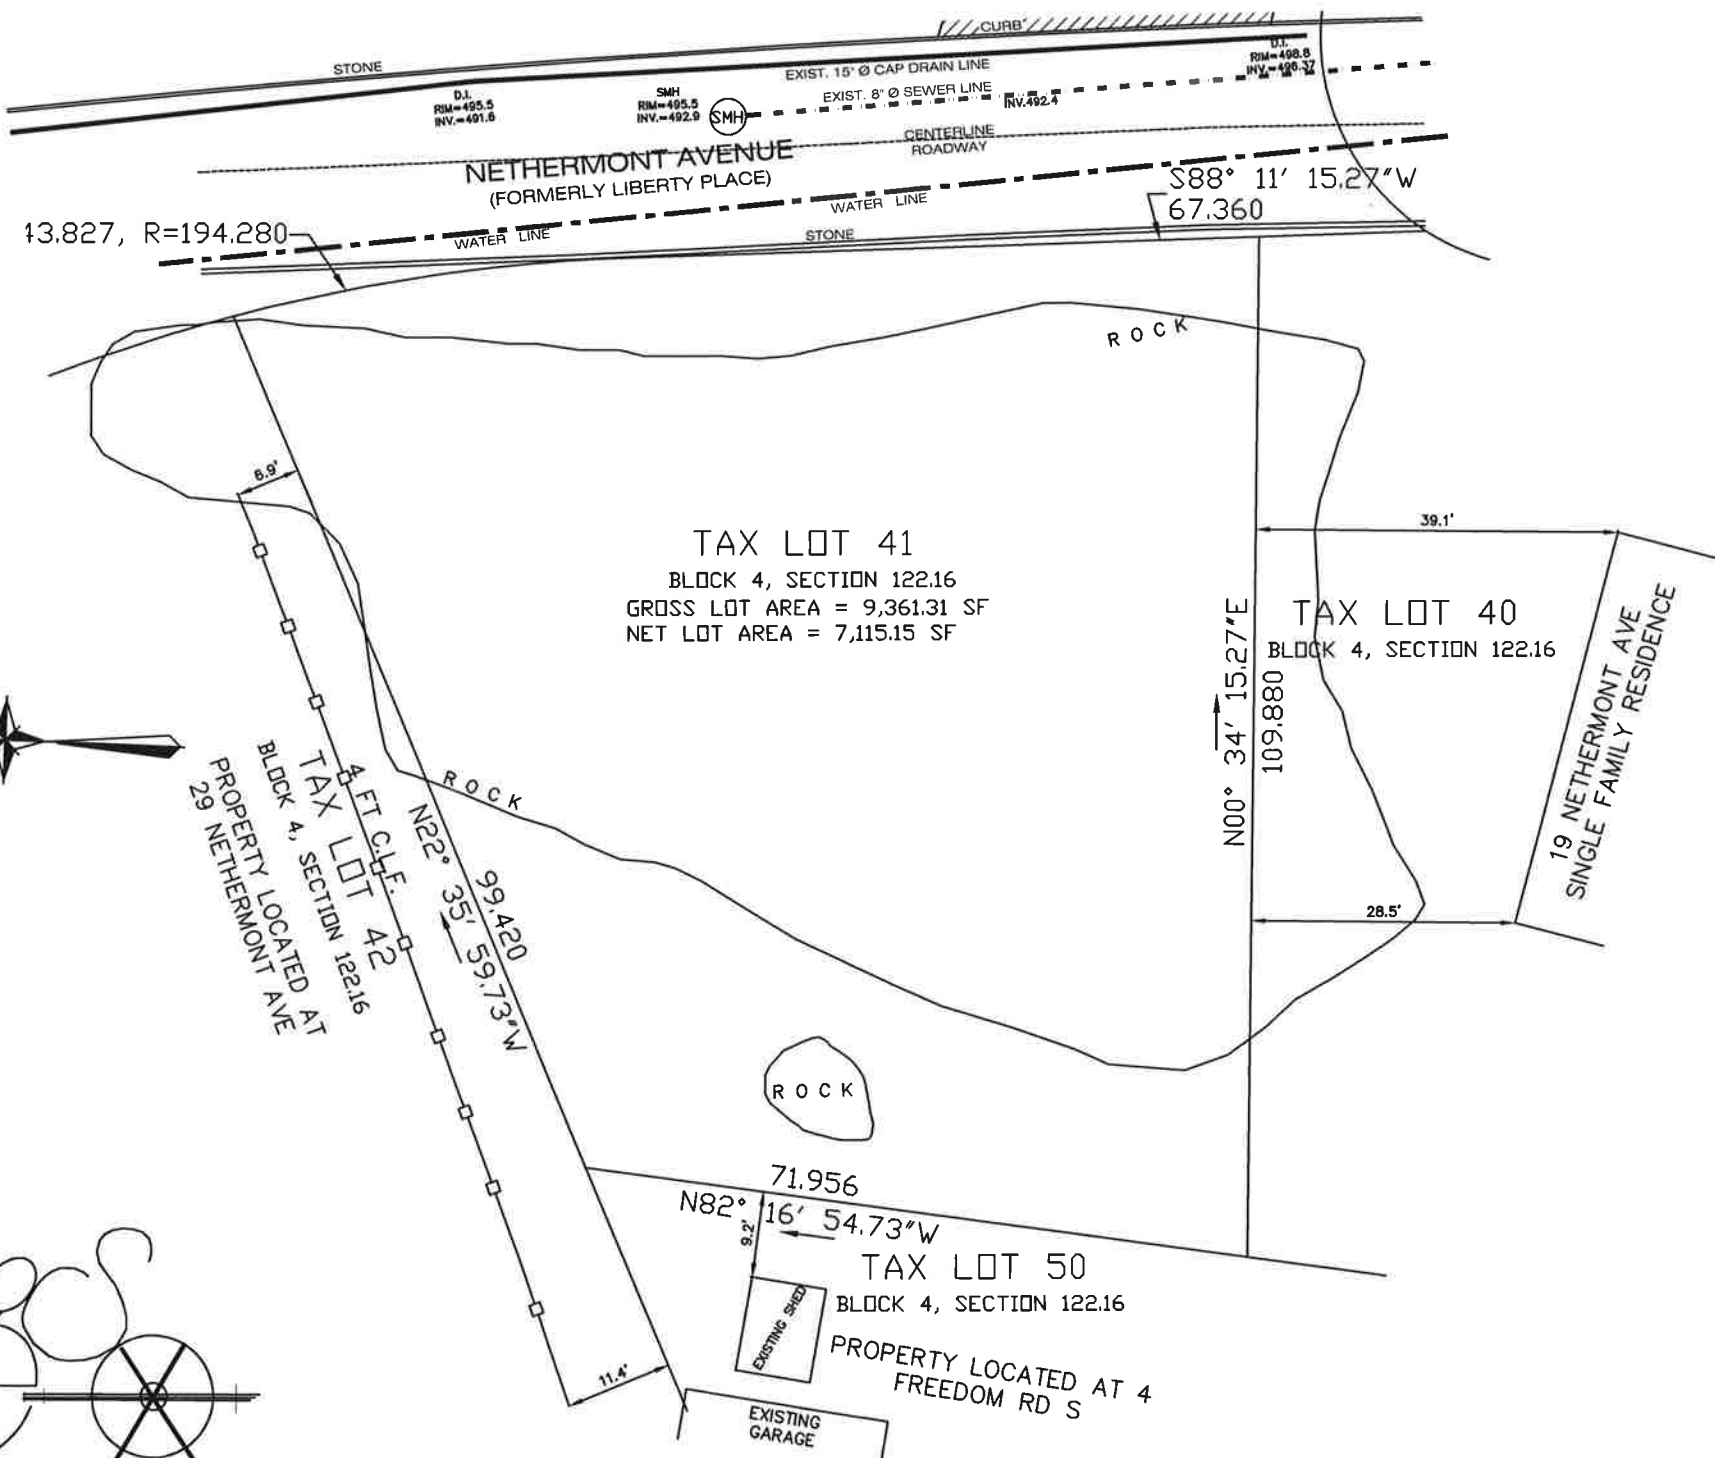 CURB
STONE
EXIST. 15" Ø CAP DRAIN LINE
D.I.
RIM=498.8
INV.=496.37
D.I.
RIM=495.5
INV.=491.6
SMH
RIM=495.5
INV.=492.9
SMH
EXIST. 8" Ø SEWER LINE
INV.492.4
CENTERLINE
ROADWAY
NETHERMONT AVENUE
(FORMERLY LIBERTY PLACE)
WATER LINE
S88° 11' 15.27"W
67.360
13.827, R=194.280
WATER LINE
STONE
ROCK
6.9'
TAX LOT 41
BLOCK 4, SECTION 122.16
GROSS LOT AREA = 9,361.31 SF
NET LOT AREA = 7,115.15 SF
39.1'
N00° 34' 15.27"E
109.880
TAX LOT 40
BLOCK 4, SECTION 122.16
19 NETHERMONT AVE
SINGLE FAMILY RESIDENCE
28.5'
ROCK
4 FT C.L.F.
TAX LOT 42
BLOCK 4, SECTION 122.16
PROPERTY LOCATED AT
29 NETHERMONT AVE
99.420
N22° 35' 59.73"W
ROCK
71.956
N82° 16' 54.73"W
9.2'
TAX LOT 50
BLOCK 4, SECTION 122.16
EXISTING SHED
PROPERTY LOCATED AT 4
FREEDOM RD S
11.4'
EXISTING
GARAGE